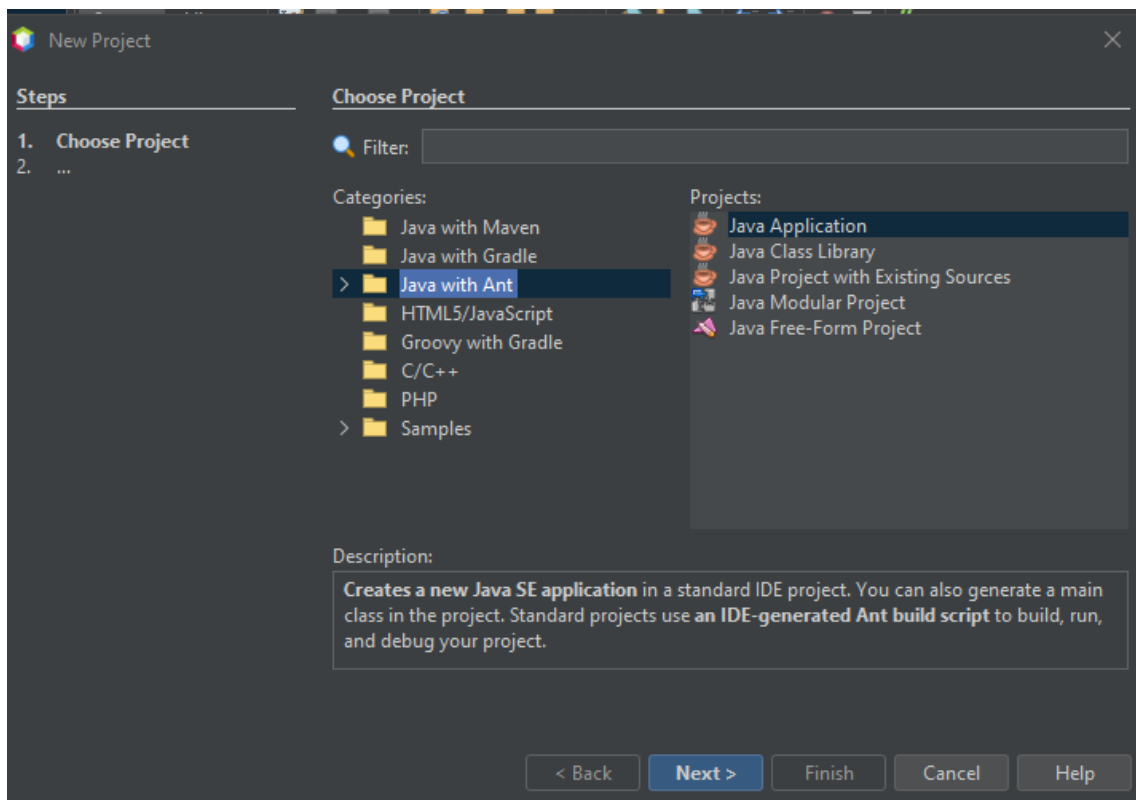 New Project
Steps
1. Choose Project
2. ...
Choose Project
Filter:
Categories:
Java with Maven
Java with Gradle
Java with Ant
HTML5/JavaScript
Groovy with Gradle
C/C++
PHP
Samples
Projects:
Java Application
Java Class Library
Java Project with Existing Sources
Java Modular Project
Java Free-Form Project
Description:
Creates a new Java SE application in a standard IDE project. You can also generate a main
class in the project. Standard projects use an IDE-generated Ant build script to build, run,
and debug your project.
< Back
Next >
Finish
Cancel
Help